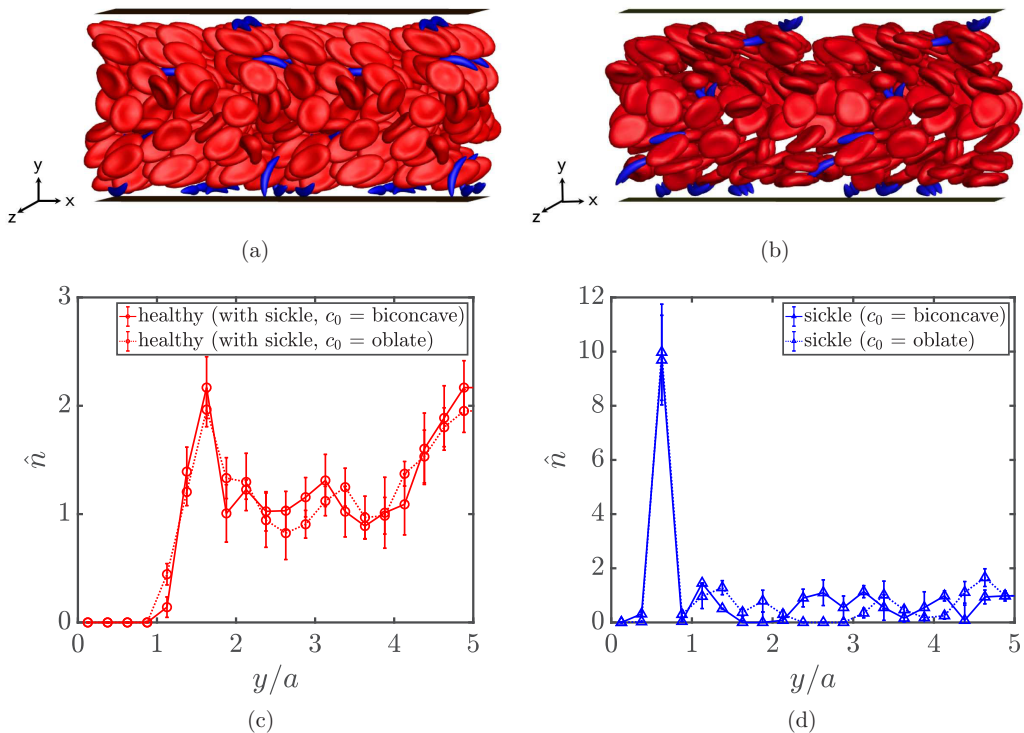 y
x
z
(a)
y
x
z
(b)
3
2
1
0
n̂
healthy (with sickle, c₀ = biconcave)
healthy (with sickle, c₀ = oblate)
0 1 2 3 4 5
y/a
(c)
12
10
8
6
4
2
0
n̂
sickle (c₀ = biconcave)
sickle (c₀ = oblate)
0 1 2 3 4 5
y/a
(d)